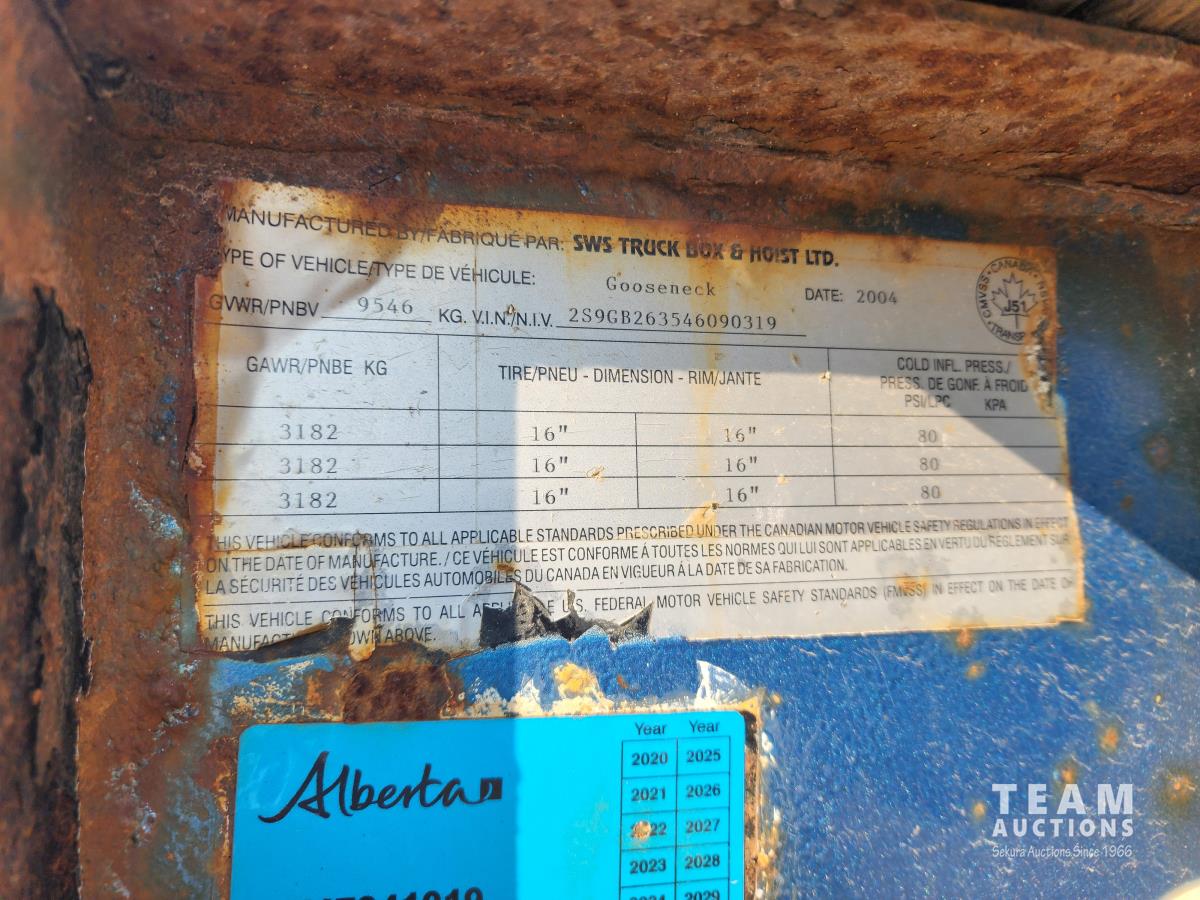 MANUFACTURED BY/FABRIQUÉ PAR: SWS TRUCK BOX & HOIST LTD.
YPE OF VEHICLE/TYPE DE VÉHICULE: Gooseneck DATE: 2004
GVWR/PNBV 9546 KG. V.I.N./N.I.V. 2S9GB263546090319
CANADA
CMVSS
J51
TRANS
GAWR/PNBE KG TIRE/PNEU - DIMENSION - RIM/JANTE COLD INFL. PRESS./
PRESS. DE GONF. À FROID
PSI/LPC KPA
3182 16" 16" 80
3182 16" 16" 80
3182 16" 16" 80
THIS VEHICLE CONFORMS TO ALL APPLICABLE STANDARDS PRESCRIBED UNDER THE CANADIAN MOTOR VEHICLE SAFETY REGULATIONS IN EFFECT
ON THE DATE OF MANUFACTURE. / CE VÉHICULE EST CONFORME À TOUTES LES NORMES QUI LUI SONT APPLICABLES EN VERTU DU RÈGLEMENT SUR
LA SÉCURITÉ DES VÉHICULES AUTOMOBILES DU CANADA EN VIGUEUR À LA DATE DE SA FABRICATION.
THIS VEHICLE CONFORMS TO ALL U.S. FEDERAL MOTOR VEHICLE SAFETY STANDARDS (FMVSS) IN EFFECT ON THE DATE OF
MANUFACT OWN ABOVE.
Alberta
Year Year
2020 2025
2021 2026
22 2027
2023 2028
2029
TEAM
AUCTIONS
Sekura Auctions Since 1966